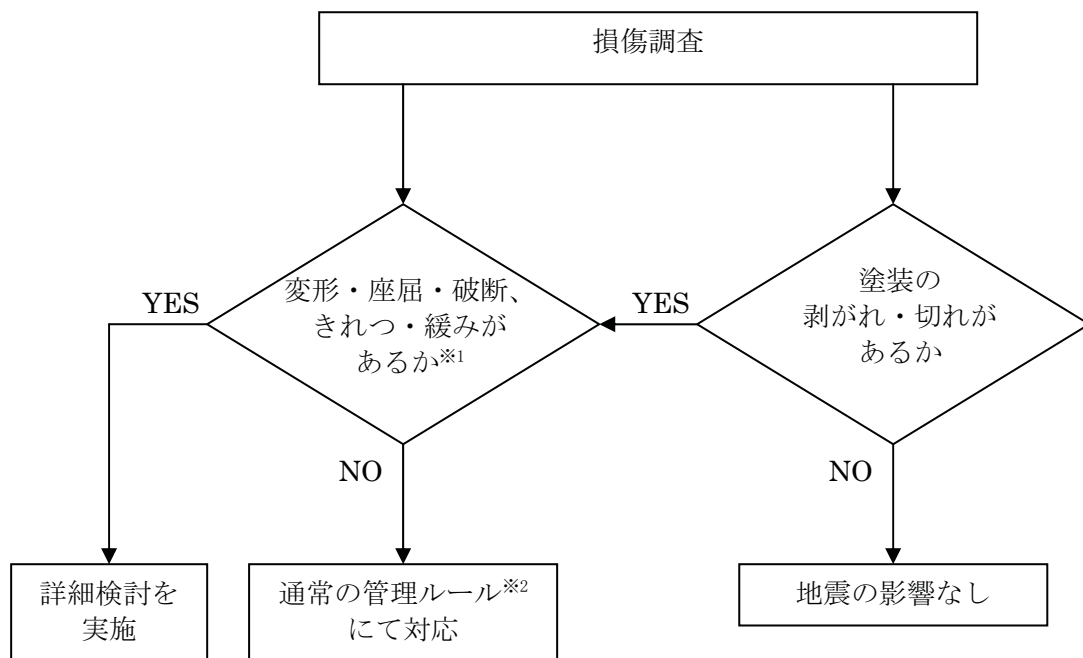 損傷調査
変形・座屈・破断、
きれつ・緩みが
あるか※1
塗装の
剥がれ・切れが
あるか
YES
YES
NO
NO
詳細検討を
実施
通常の管理ルール※2
にて対応
地震の影響なし